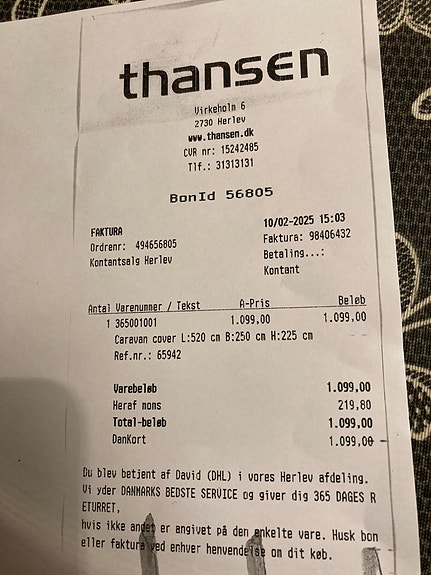 thansen
Virkeholm 6
2730 Herlev
www.thansen.dk
CVR nr: 15242485
Tlf.: 31313131
BonId 56805
FAKTURA
Ordrenr: 494656805
Kontantsalg Herlev
10/02-2025 15:03
Faktura: 98406432
Betaling...:
Kontant
Antal Varenummer / Tekst A-Pris Beløb
1 365001001 1.099,00 1.099,00
Caravan cover L:520 cm B:250 cm H:225 cm
Ref.nr.: 65942
Varebeløb 1.099,00
Heraf moms 219,80
Total-beløb 1.099,00
DanKort 1.099,00
Du blev betjent af David (DHL) i vores Herlev afdeling.
Vi yder DANMARKS BEDSTE SERVICE og giver dig 365 DAGES R
ETURRET,
hvis ikke andet er angivet på den enkelte vare. Husk bon
eller faktura ved enhver henvendelse om dit køb.